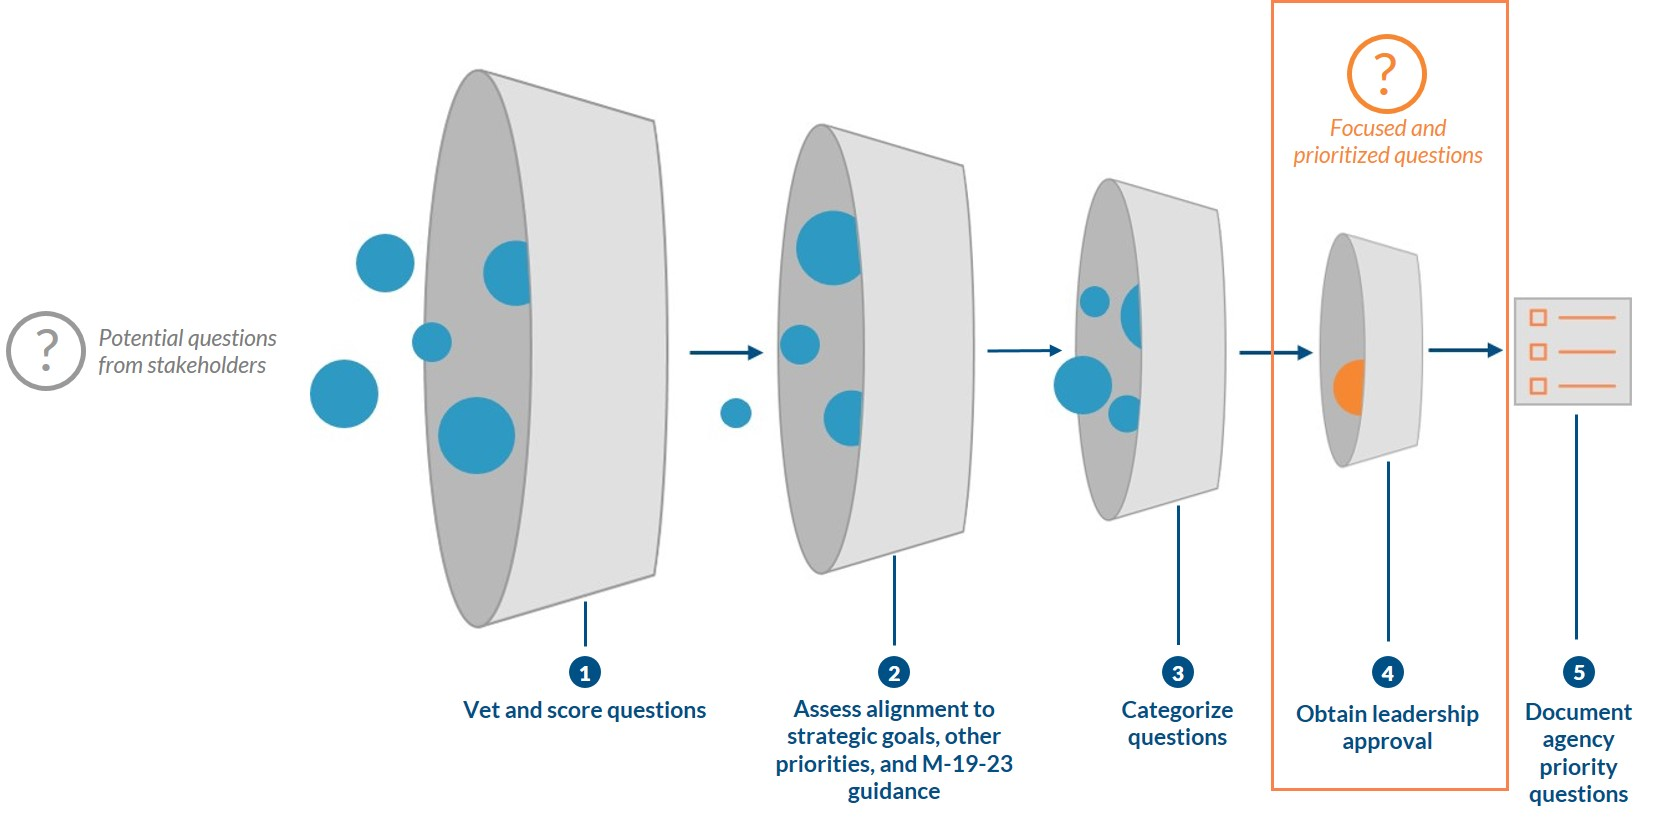 ?
Potential questions
from stakeholders
?
Focused and
prioritized questions
1
Vet and score questions
2
Assess alignment to
strategic goals, other
priorities, and M-19-23
guidance
3
Categorize
questions
4
Obtain leadership
approval
5
Document
agency
priority
questions